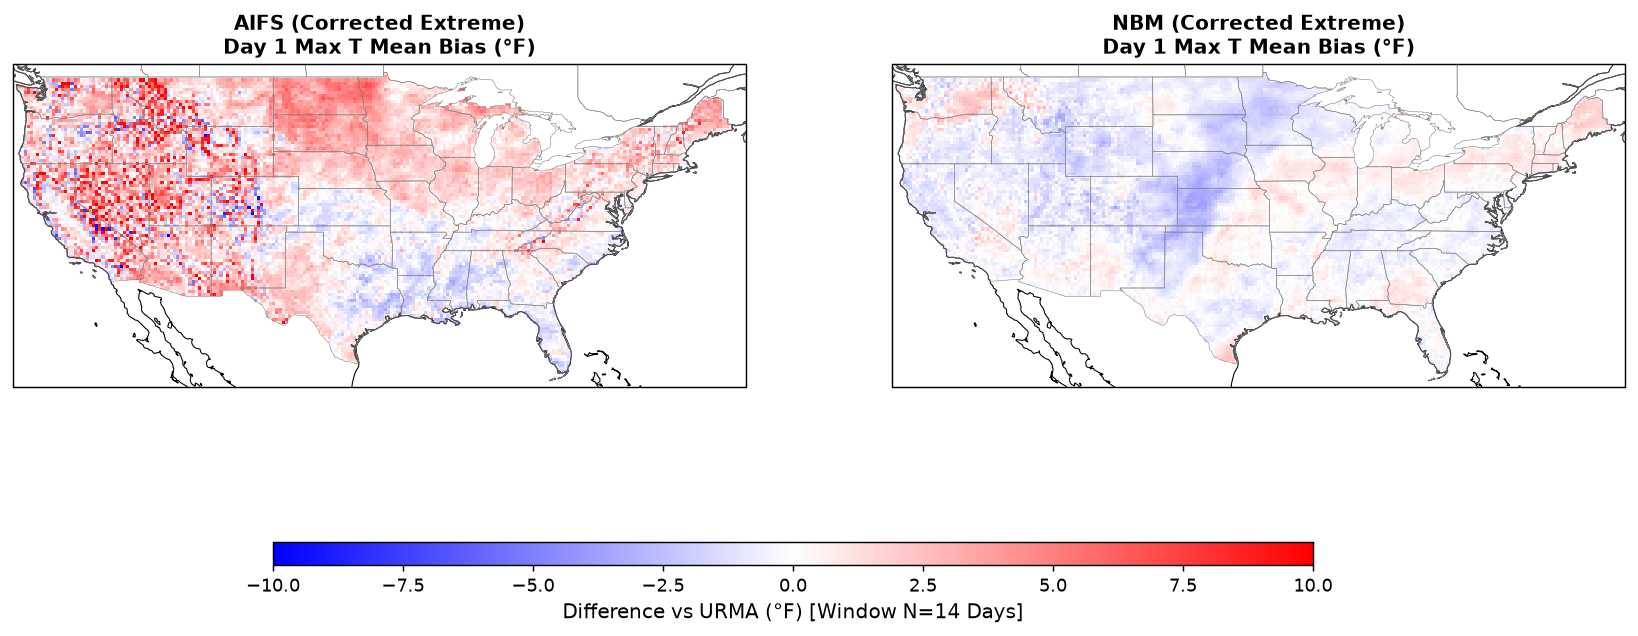 AIFS (Corrected Extreme)
Day 1 Max T Mean Bias (°F)
NBM (Corrected Extreme)
Day 1 Max T Mean Bias (°F)
−10.0 −7.5 −5.0 −2.5 0.0 2.5 5.0 7.5 10.0
Difference vs URMA (°F) [Window N=14 Days]